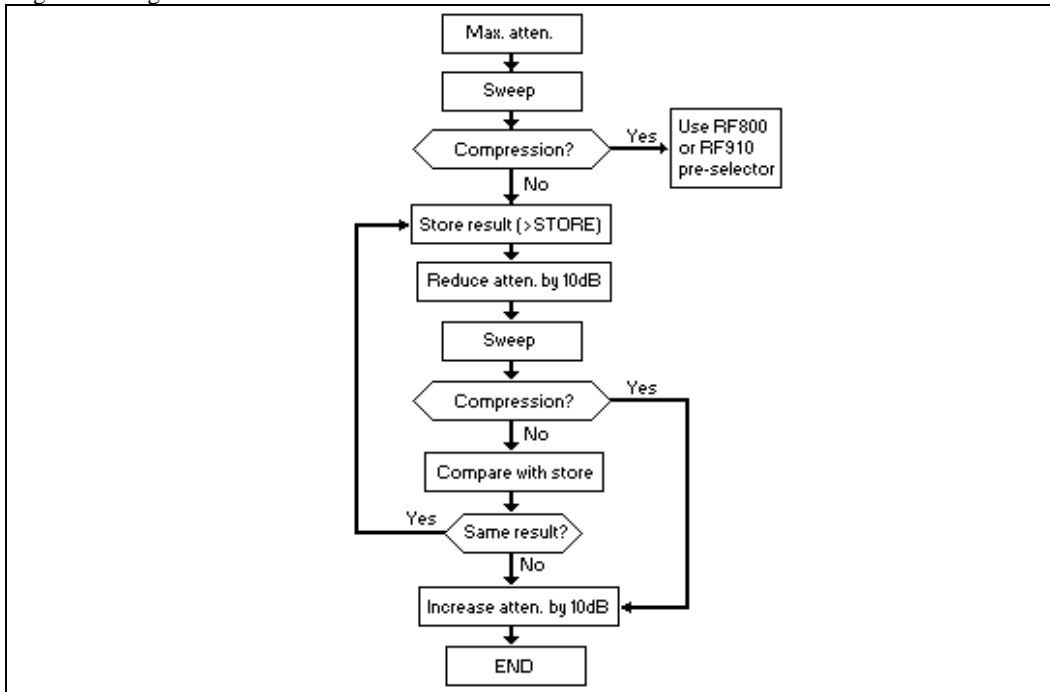 Max. atten.
Sweep
Compression?
Yes
Use RF800
or RF910
pre-selector
No
Store result (>STORE)
Reduce atten. by 10dB
Sweep
Compression?
Yes
No
Compare with store
Yes
Same result?
No
Increase atten. by 10dB
END